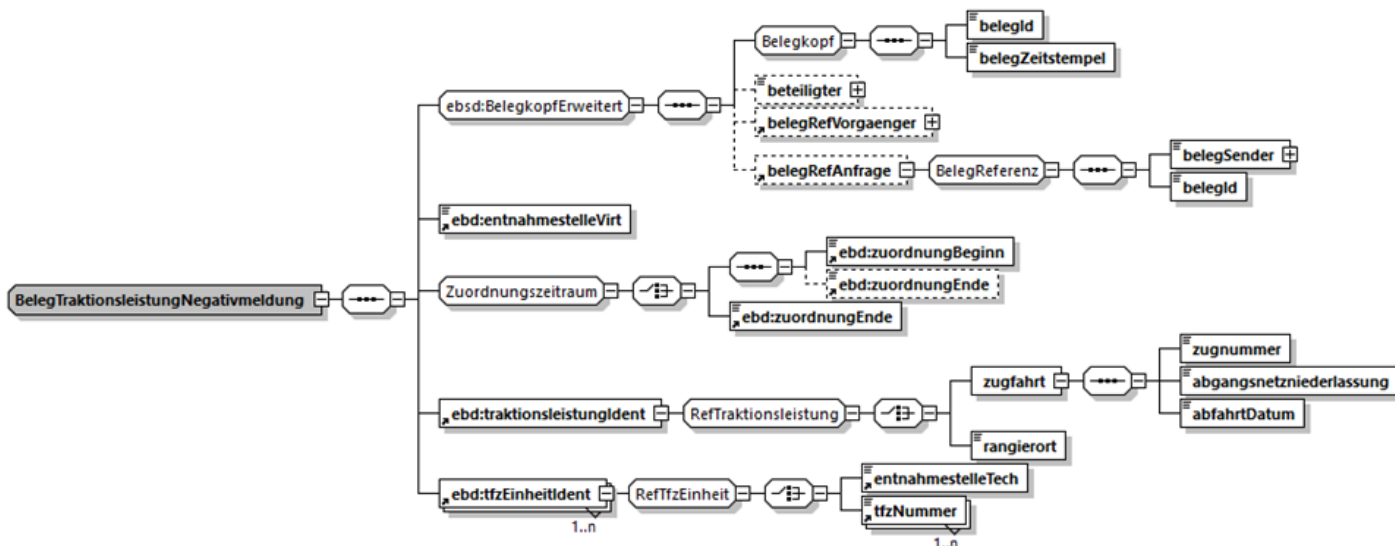 belegId
Belegkopf
belegZeitstempel
beteiligter
ebsd:BelegkopfErweitert
belegRefVorgaenger
belegSender
belegRefAnfrage
BelegReferenz
belegId
ebd:entnahmestelleVirt
ebd:zuordnungBeginn
Zuordnungszeitraum
ebd:zuordnungEnde
BelegTraktionsleistungNegativmeldung
ebd:zuordnungEnde
zugnummer
zugfahrt
abgangsnetzniederlassung
ebd:traktionsleistungIdent
RefTraktionsleistung
abfahrtDatum
rangierort
entnahmestelleTech
ebd:tfzEinheitIdent
RefTfzEinheit
tfzNummer
1..n
1..n